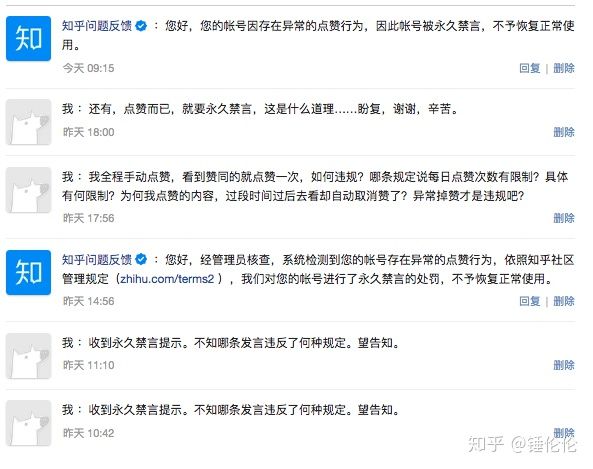 知
知乎问题反馈 ：您好，您的帐号因存在异常的点赞行为，因此帐号被永久禁言，不予恢复正常使
用。
今天 09:15
回复 | 删除
我 ：还有，点赞而已，就要永久禁言，这是什么道理……盼复，谢谢，辛苦。
昨天 18:00
删除
我 ：我全程手动点赞，看到赞同的就点赞一次，如何违规？哪条规定说每日点赞次数有限制？具体
有何限制？为何我点赞的内容，过段时间过后去看却自动取消赞了？异常掉赞才是违规吧？
昨天 17:56
删除
知
知乎问题反馈 ：您好，经管理员核查，系统检测到您的帐号存在异常的点赞行为，依照知乎社区
管理规定（zhihu.com/terms2 ），我们对您的帐号进行了永久禁言的处罚，不予恢复正常使用。
昨天 14:56
回复 | 删除
我 ：收到永久禁言提示。不知哪条发言违反了何种规定。望告知。
昨天 11:10
删除
我 ：收到永久禁言提示。不知哪条发言违反了何种规定。望告知。
昨天 10:42
删除
知乎 @锤伦伦